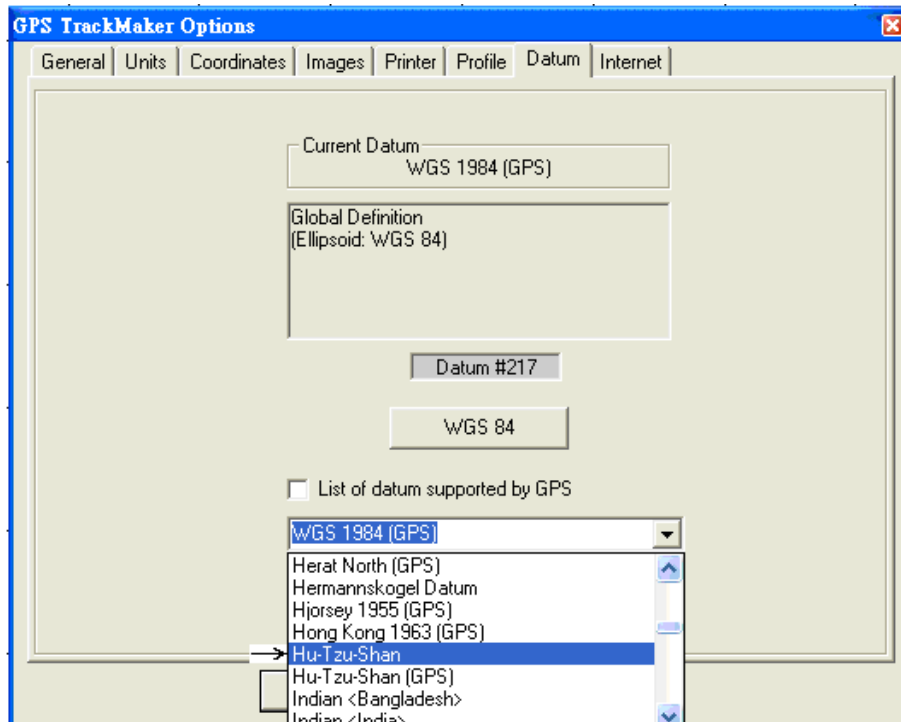 GPS TrackMaker Options
General Units Coordinates Images Printer Profile Datum Internet
Current Datum
WGS 1984 (GPS)
Global Definition
(Ellipsoid: WGS 84)
Datum #217
WGS 84
List of datum supported by GPS
WGS 1984 (GPS)
Herat North (GPS)
Hermannskogel Datum
Hjorsey 1955 (GPS)
Hong Kong 1963 (GPS)
Hu-Tzu-Shan
Hu-Tzu-Shan (GPS)
Indian <Bangladesh>
Indian <India>